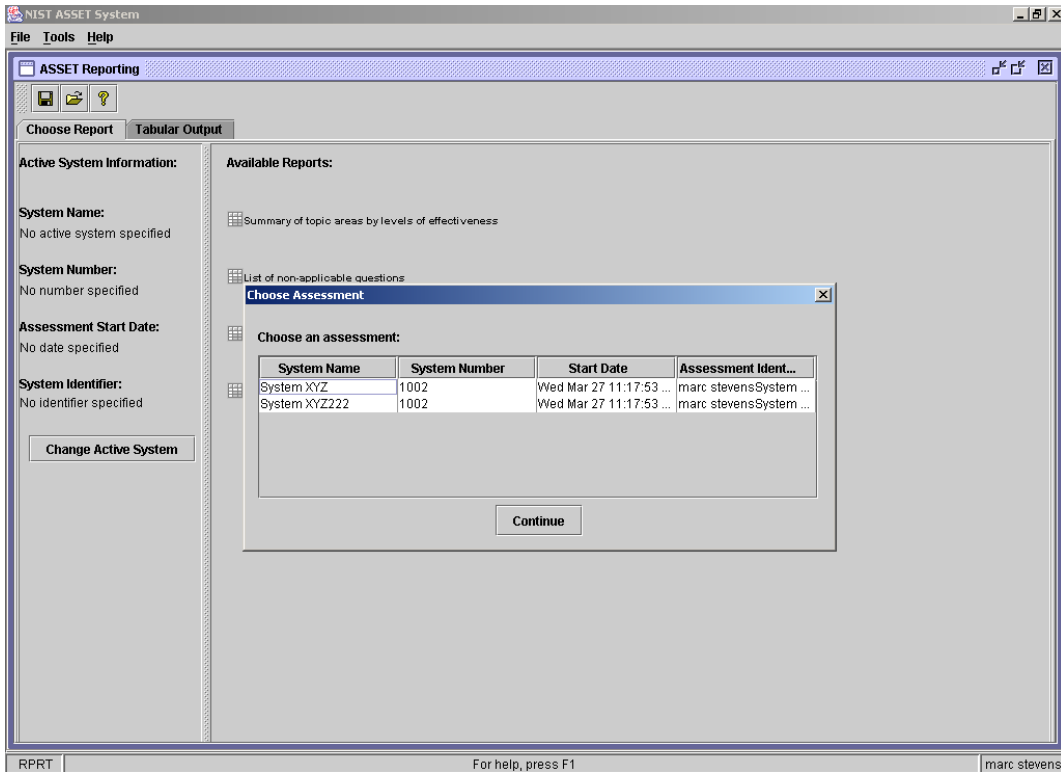 NIST ASSET System
File Tools Help
ASSET Reporting
Choose Report Tabular Output
Active System Information:
System Name:
No active system specified
System Number:
No number specified
Assessment Start Date:
No date specified
System Identifier:
No identifier specified
Change Active System
Available Reports:
Summary of topic areas by levels of effectiveness
List of non-applicable questions
Choose Assessment
Choose an assessment:
System Name System Number Start Date Assessment Ident...
System XYZ 1002 Wed Mar 27 11:17:53 ... marc stevensSystem ...
System XYZ222 1002 Wed Mar 27 11:17:53 ... marc stevensSystem ...
Continue
RPRT For help, press F1 marc stevens